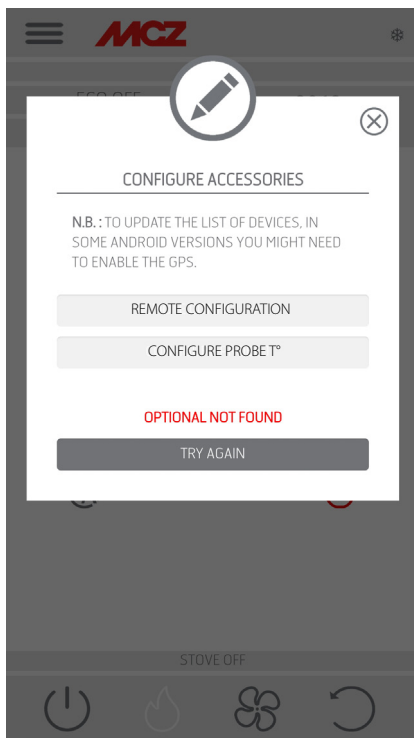 MCZ
CONFIGURE ACCESSORIES
N.B. : TO UPDATE THE LIST OF DEVICES, IN
SOME ANDROID VERSIONS YOU MIGHT NEED
TO ENABLE THE GPS.
REMOTE CONFIGURATION
CONFIGURE PROBE T°
OPTIONAL NOT FOUND
TRY AGAIN
STOVE OFF